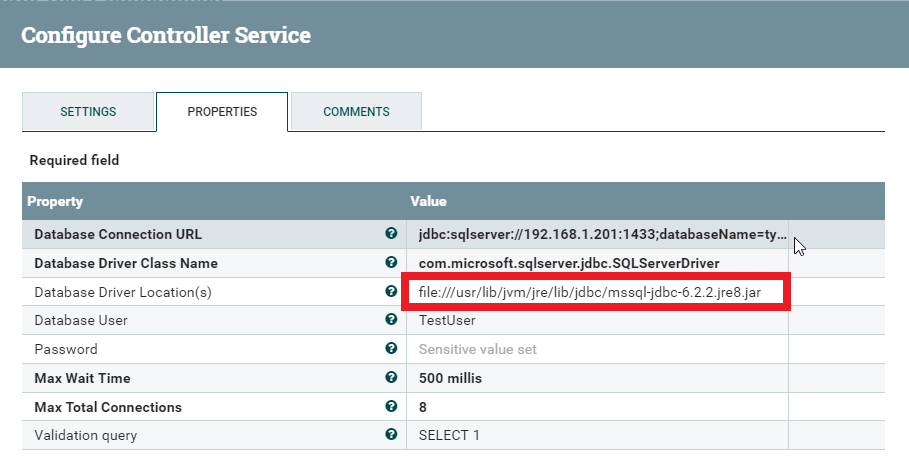 Configure Controller Service
SETTINGS PROPERTIES COMMENTS
Required field
Property Value
Database Connection URL ? jdbc:sqlserver://192.168.1.201:1433;databaseName=ty...
Database Driver Class Name ? com.microsoft.sqlserver.jdbc.SQLServerDriver
Database Driver Location(s) ? file:///usr/lib/jvm/jre/lib/jdbc/mssql-jdbc-6.2.2.jre8.jar
Database User ? TestUser
Password ? Sensitive value set
Max Wait Time ? 500 millis
Max Total Connections ? 8
Validation query ? SELECT 1